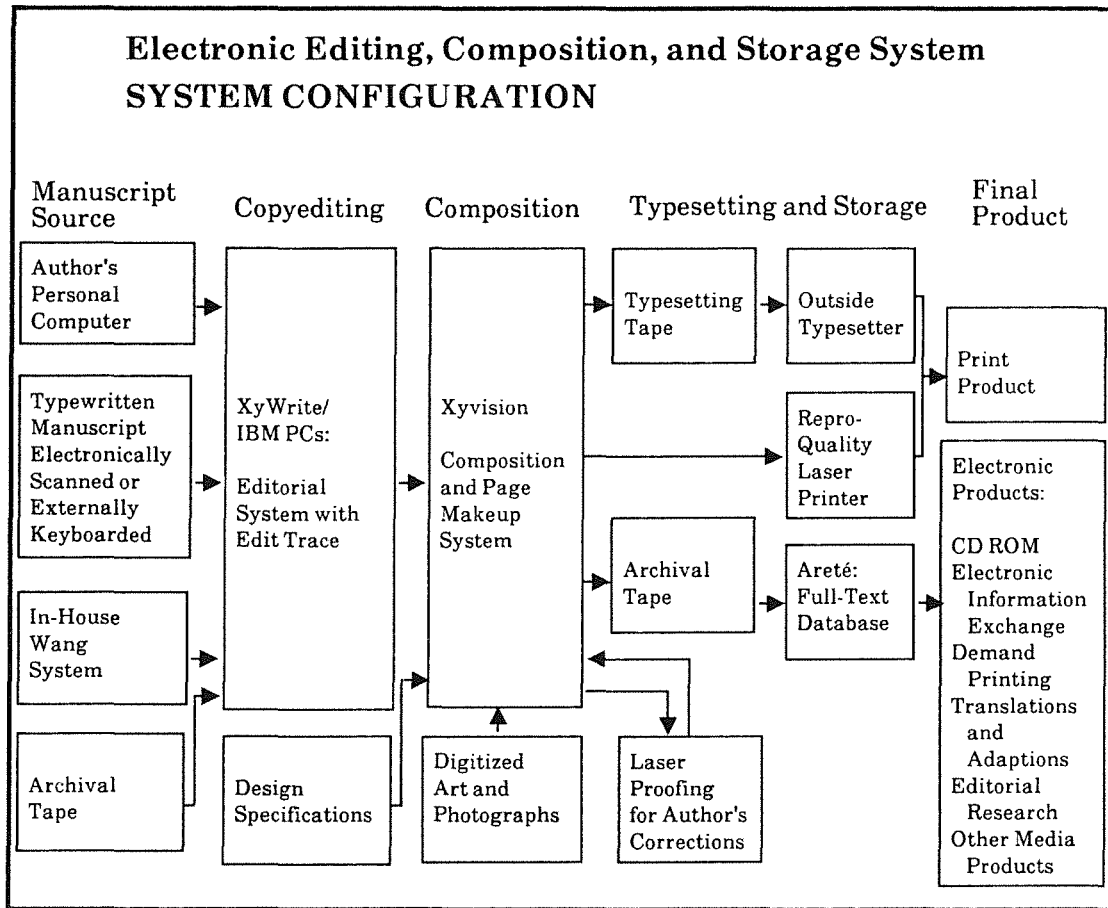 Electronic Editing, Composition, and Storage System
SYSTEM CONFIGURATION
Manuscript
Source
Copyediting
Composition
Typesetting and Storage
Final
Product
Author's
Personal
Computer
Typewritten
Manuscript
Electronically
Scanned or
Externally
Keyboarded
In-House
Wang
System
Archival
Tape
XyWrite/
IBM PCs:
Editorial
System with
Edit Trace
Design
Specifications
Xyvision
Composition
and Page
Makeup
System
Digitized
Art and
Photographs
Typesetting
Tape
Outside
Typesetter
Repro-
Quality
Laser
Printer
Archival
Tape
Areté:
Full-Text
Database
Laser
Proofing
for Author's
Corrections
Print
Product
Electronic
Products:
CD ROM
Electronic
Information
Exchange
Demand
Printing
Translations
and
Adaptions
Editorial
Research
Other Media
Products